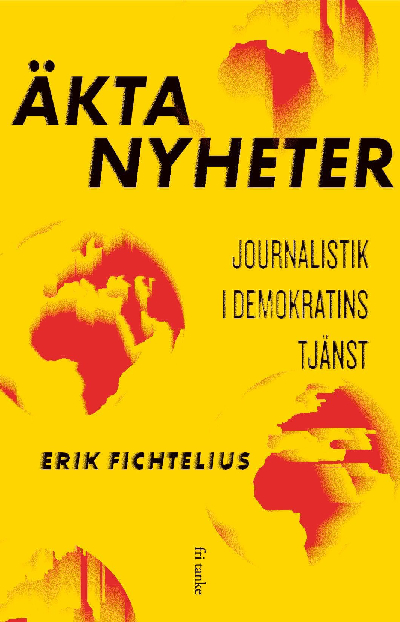 ÄKTA
NYHETER
JOURNALISTIK
I DEMOKRATINS
TJÄNST
ERIK FICHTELIUS
fri tanke